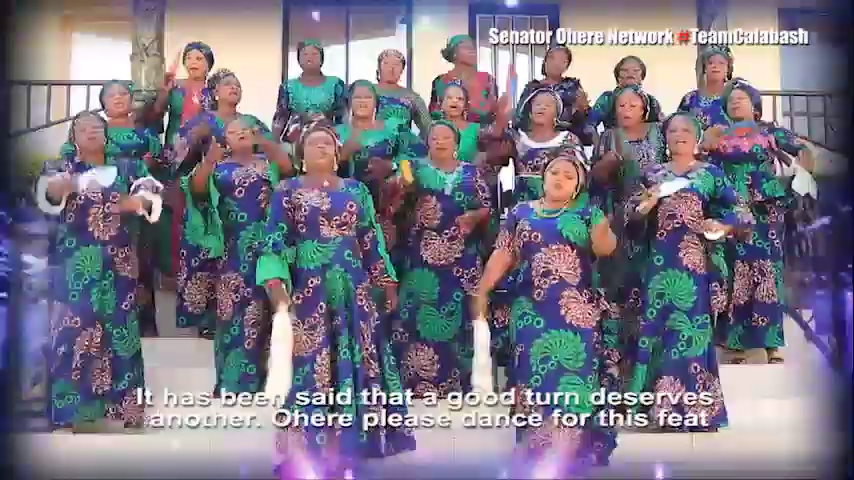 Senator Ohere Network #TeamCalabash
It has been said that a good turn deserves
another. Ohere please dance for this feat